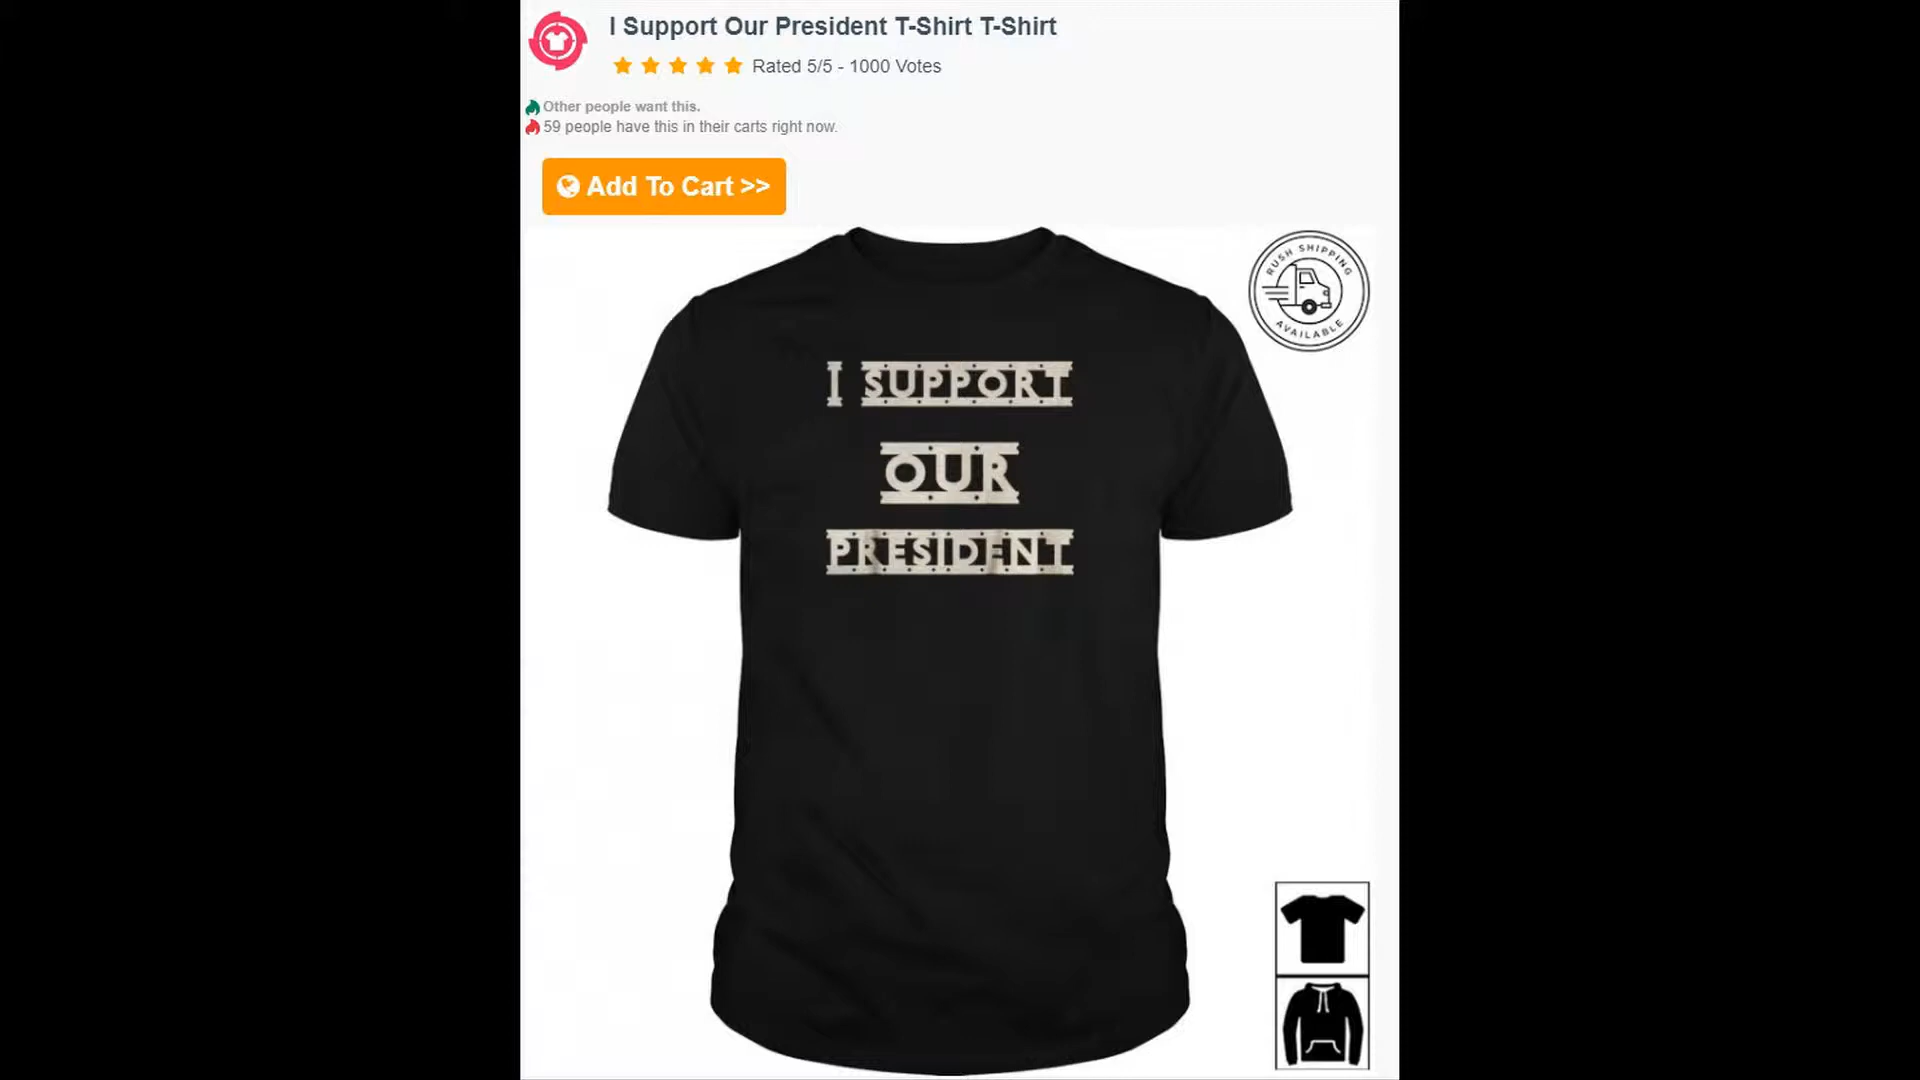 I Support Our President T-Shirt T-Shirt
Rated 5/5 - 1000 Votes
Other people want this.
59 people have this in their carts right now.
Add To Cart >>
RUSH SHIPPING
AVAILABLE
I SUPPORT
OUR
PRESIDENT